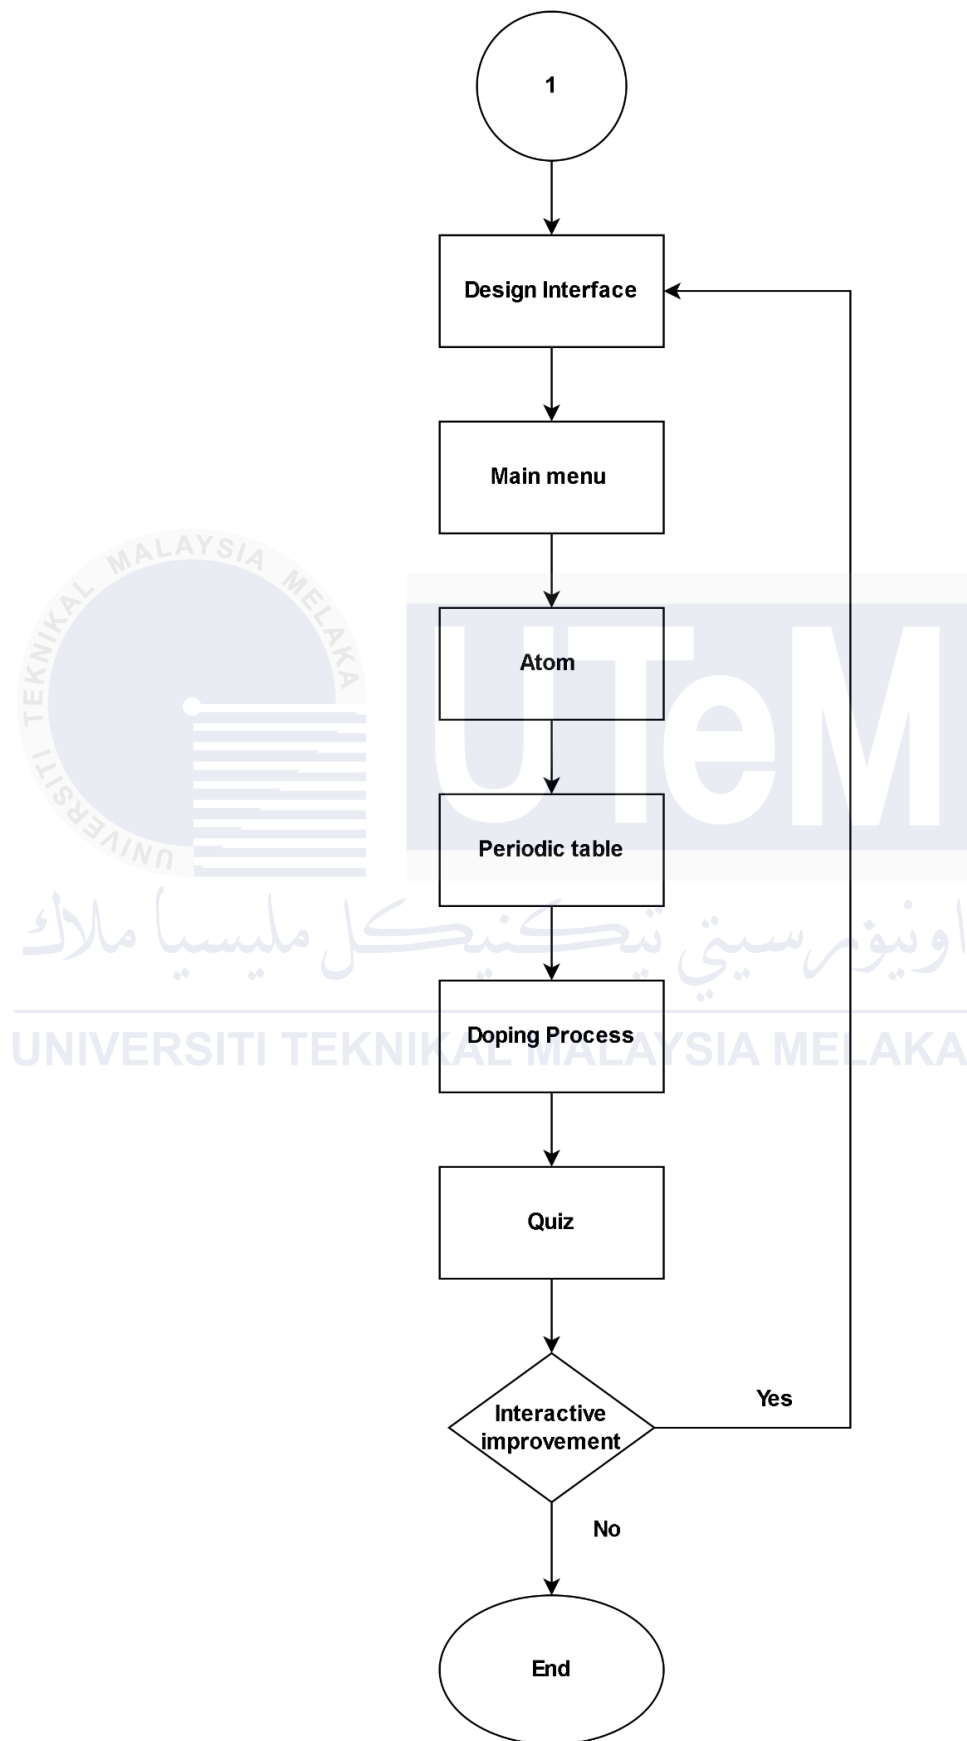 1
Design Interface
Main menu
UNIVERSITI TEKNIKAL MALAYSIA MELAKA
UTeM
Atom
Periodic table
اونيۏرسيتي تيکنيکل مليسيا ملاك
Doping Process
UNIVERSITI TEKNIKAL MALAYSIA MELAKA
Quiz
Interactive
improvement
Yes
No
End